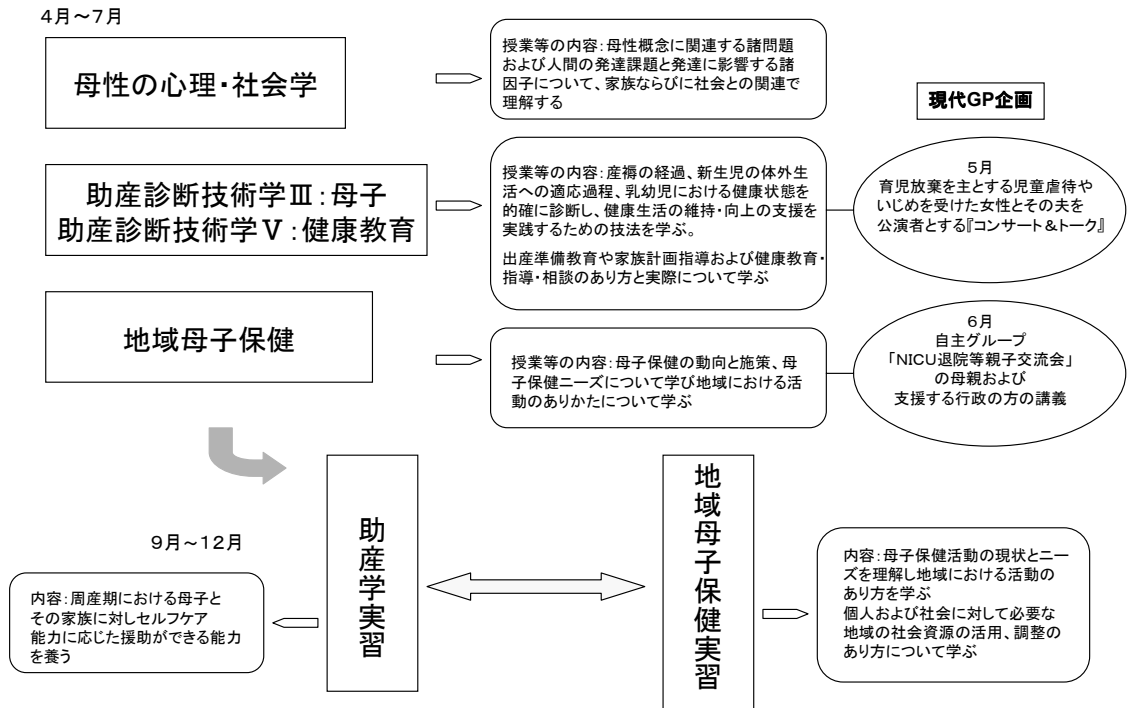 4月～7月
母性の心理・社会学
授業等の内容：母性概念に関連する諸問題
および人間の発達課題と発達に影響する諸
因子について、家族ならびに社会との関連で
理解する
現代GP企画
助産診断技術学Ⅲ：母子
助産診断技術学Ⅴ：健康教育
授業等の内容：産褥の経過、新生児の体外生
活への適応過程、乳幼児における健康状態を
的確に診断し、健康生活の維持・向上の支援を
実践するための技法を学ぶ。
出産準備教育や家族計画指導および健康教育・
指導・相談のあり方と実際について学ぶ
5月
育児放棄を主とする児童虐待や
いじめを受けた女性とその夫を
公演者とする『コンサート＆トーク』
地域母子保健
授業等の内容：母子保健の動向と施策、母
子保健ニーズについて学び地域における活
動のありかたについて学ぶ
6月
自主グループ
「NICU退院等親子交流会」
の母親および
支援する行政の方の講義
9月～12月
助産学実習
地域母子保健実習
内容：周産期における母子と
その家族に対しセルフケア
能力に応じた援助ができる能力
を養う
内容：母子保健活動の現状とニー
ズを理解し地域における活動の
あり方を学ぶ
個人および社会に対して必要な
地域の社会資源の活用、調整の
あり方について学ぶ